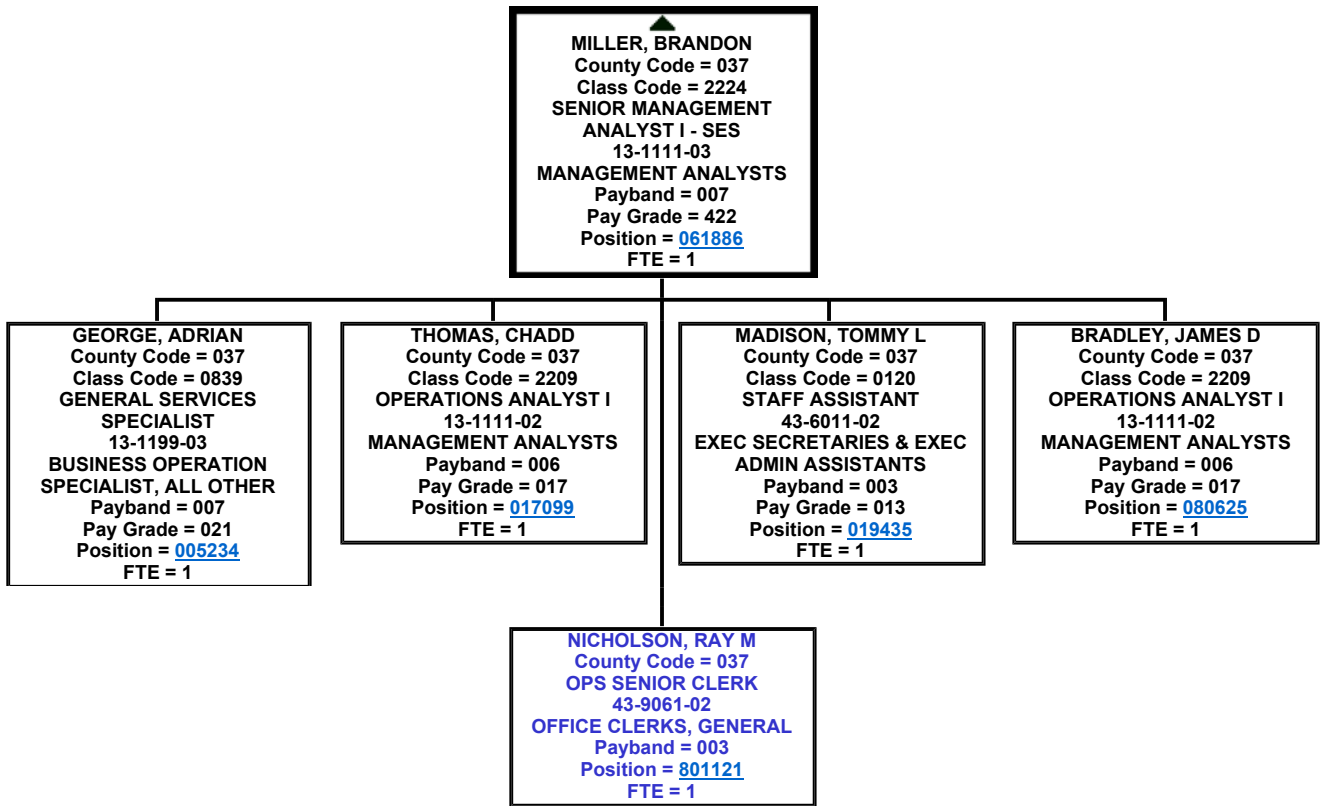 MILLER, BRANDON
County Code = 037
Class Code = 2224
SENIOR MANAGEMENT
ANALYST I - SES
13-1111-03
MANAGEMENT ANALYSTS
Payband = 007
Pay Grade = 422
Position = 061886
FTE = 1
GEORGE, ADRIAN
County Code = 037
Class Code = 0839
GENERAL SERVICES
SPECIALIST
13-1199-03
BUSINESS OPERATION
SPECIALIST, ALL OTHER
Payband = 007
Pay Grade = 021
Position = 005234
FTE = 1
THOMAS, CHADD
County Code = 037
Class Code = 2209
OPERATIONS ANALYST I
13-1111-02
MANAGEMENT ANALYSTS
Payband = 006
Pay Grade = 017
Position = 017099
FTE = 1
MADISON, TOMMY L
County Code = 037
Class Code = 0120
STAFF ASSISTANT
43-6011-02
EXEC SECRETARIES & EXEC
ADMIN ASSISTANTS
Payband = 003
Pay Grade = 013
Position = 019435
FTE = 1
BRADLEY, JAMES D
County Code = 037
Class Code = 2209
OPERATIONS ANALYST I
13-1111-02
MANAGEMENT ANALYSTS
Payband = 006
Pay Grade = 017
Position = 080625
FTE = 1
NICHOLSON, RAY M
County Code = 037
OPS SENIOR CLERK
43-9061-02
OFFICE CLERKS, GENERAL
Payband = 003
Position = 801121
FTE = 1